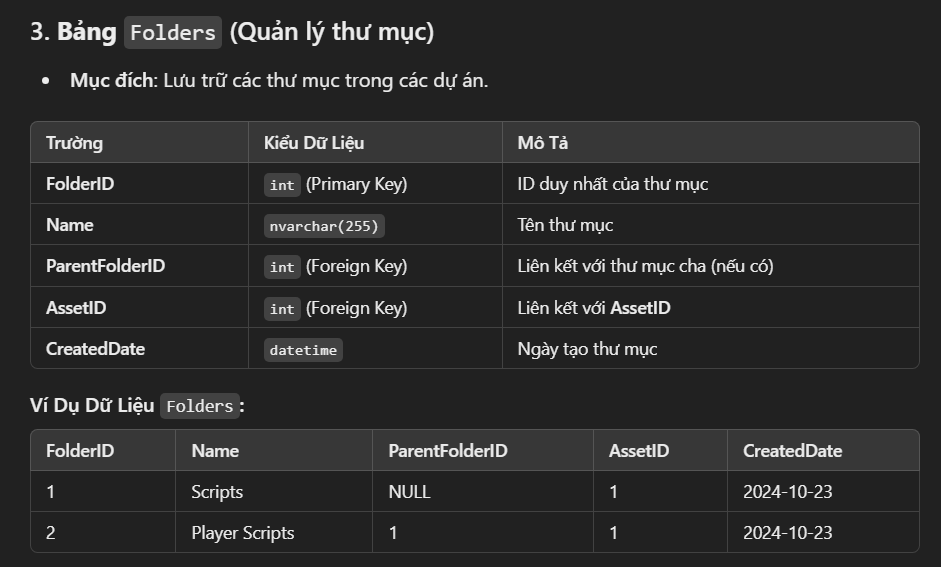 3. Bảng Folders (Quản lý thư mục)
• Mục đích: Lưu trữ các thư mục trong các dự án.
Trường Kiểu Dữ Liệu Mô Tả
FolderID int (Primary Key) ID duy nhất của thư mục
Name nvarchar(255) Tên thư mục
ParentFolderID int (Foreign Key) Liên kết với thư mục cha (nếu có)
AssetID int (Foreign Key) Liên kết với AssetID
CreatedDate datetime Ngày tạo thư mục
Ví Dụ Dữ Liệu Folders:
FolderID Name ParentFolderID AssetID CreatedDate
1 Scripts NULL 1 2024-10-23
2 Player Scripts 1 1 2024-10-23